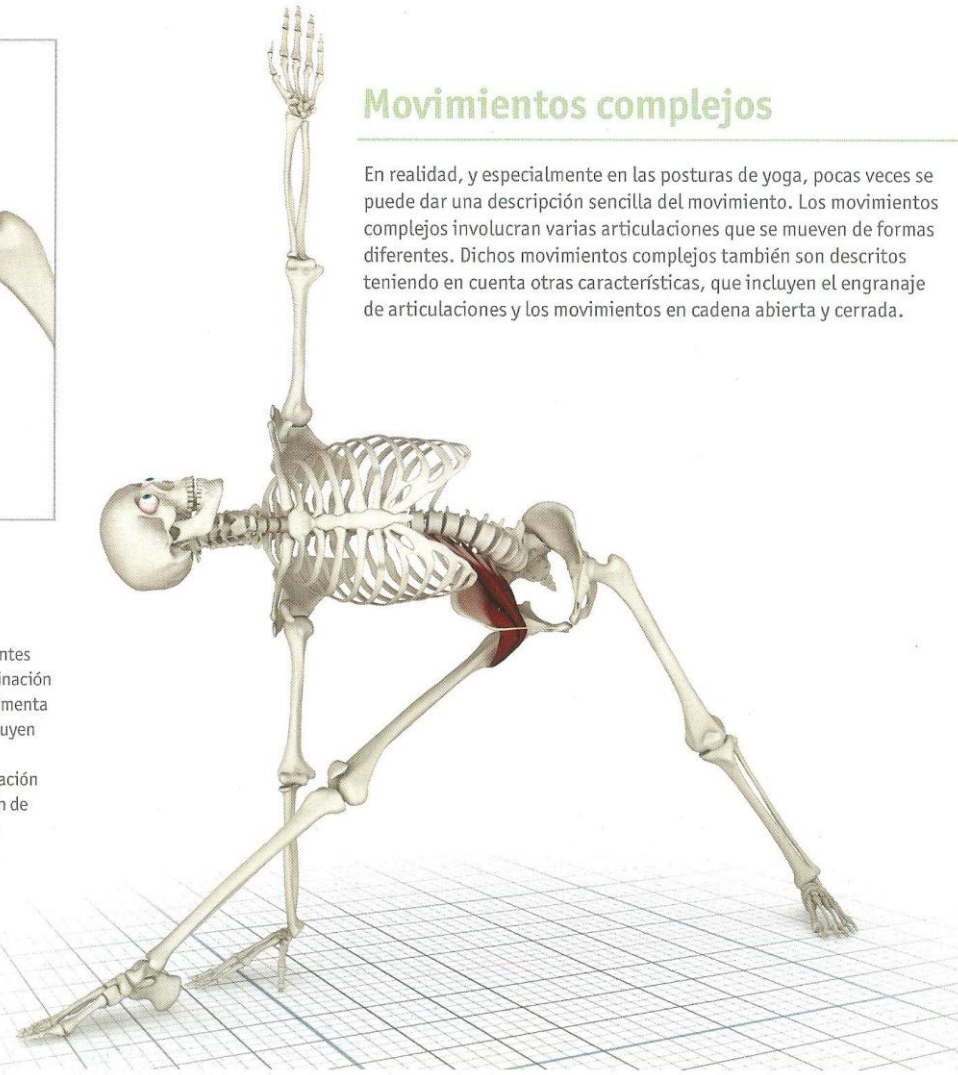 Movimientos complejos
En realidad, y especialmente en las posturas de yoga, pocas veces se
puede dar una descripción sencilla del movimiento. Los movimientos
complejos involucran varias articulaciones que se mueven de formas
diferentes. Dichos movimientos complejos también son descritos
teniendo en cuenta otras características, que incluyen el engranaje
de articulaciones y los movimientos en cadena abierta y cerrada.
ntes
inación
menta
uyen
ación
n de